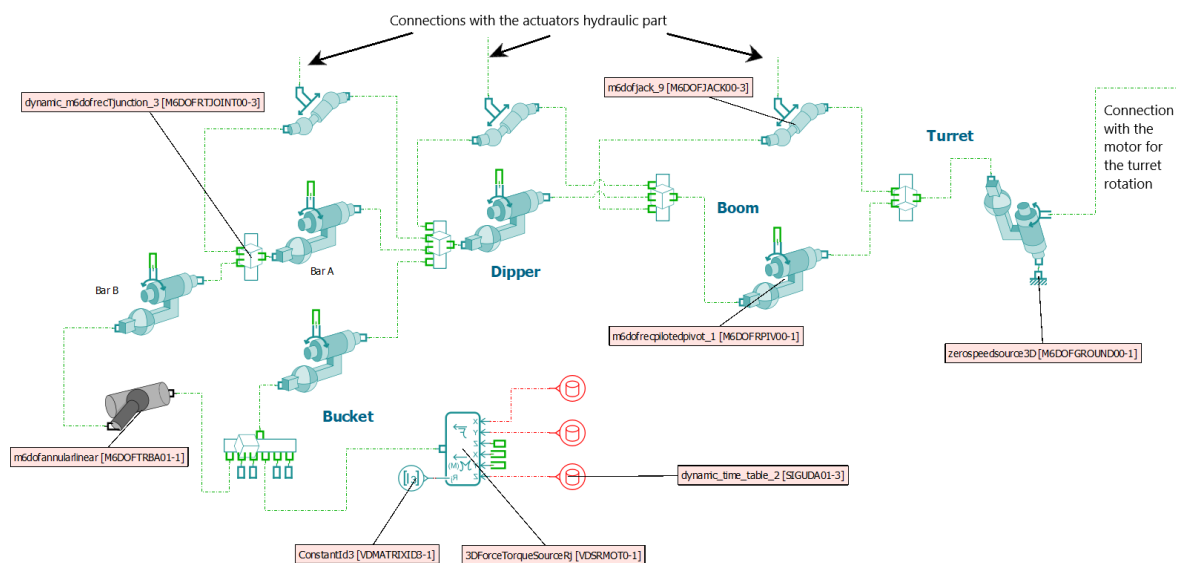 Connections with the actuators hydraulic part
dynamic_m6dofrecTjunction_3 [M6DOFRTJOINT00-3]
m6dofjack_9 [M6DOFJACK00-3]
Connection
with the
motor for
the turret
rotation
Turret
Boom
Dipper
Bar A
Bar B
m6dofrecpilotedpivot_1 [M6DOFRPIV00-1]
zerospeedsource3D [M6DOFGROUND00-1]
Bucket
m6dofannularlinear [M6DOFTRBA01-1]
X
Y
Z
X
Y
Z
dynamic_time_table_2 [SIGUDA01-3]
ConstantId3 [VDMATRIXID3-1]
3DForceTorqueSourceRj [VDSRMOT0-1]